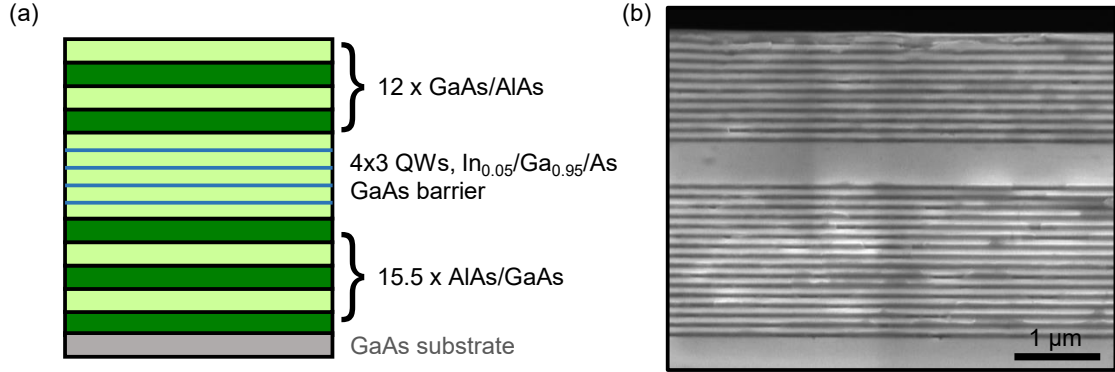 (a)
12 x GaAs/AlAs
4x3 QWs, In0.05/Ga0.95/As
GaAs barrier
15.5 x AlAs/GaAs
GaAs substrate
(b)
1 µm